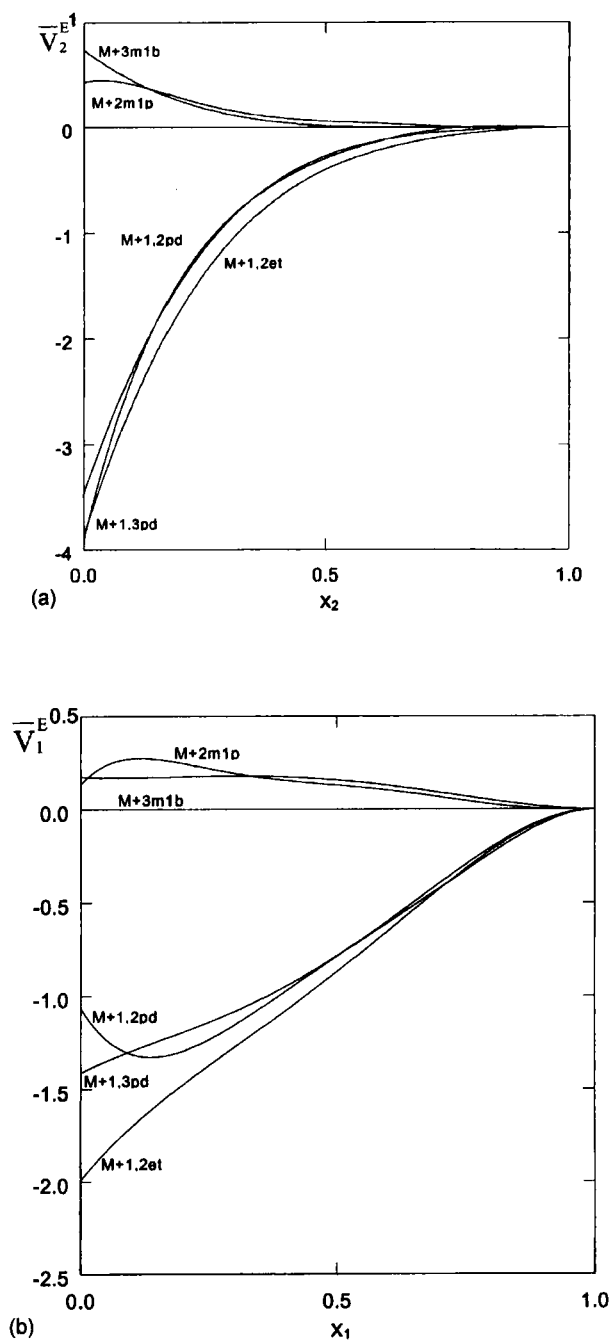 V̅₂ᴱ
1
M+3m1b
M+2m1p
0
M+1,2pd
M+1,2et
-1
-2
-3
M+1,3pd
-4
0.0 0.5 1.0
(a) X₂
V̅₁ᴱ
0.5
M+2m1p
M+3m1b
0.0
-0.5
M+1,2pd
-1.0
M+1,3pd
-1.5
M+1,2et
-2.0
-2.5
0.0 0.5 1.0
(b) X₁